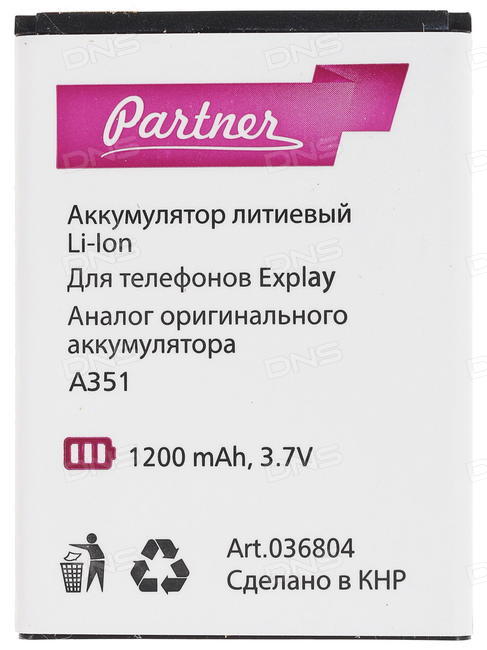 Partner
Аккумулятор литиевый
Li-Ion
Для телефонов Explay
Аналог оригинального
аккумулятора
A351
1200 mAh, 3.7V
Art.036804
Сделано в КНР
DNS